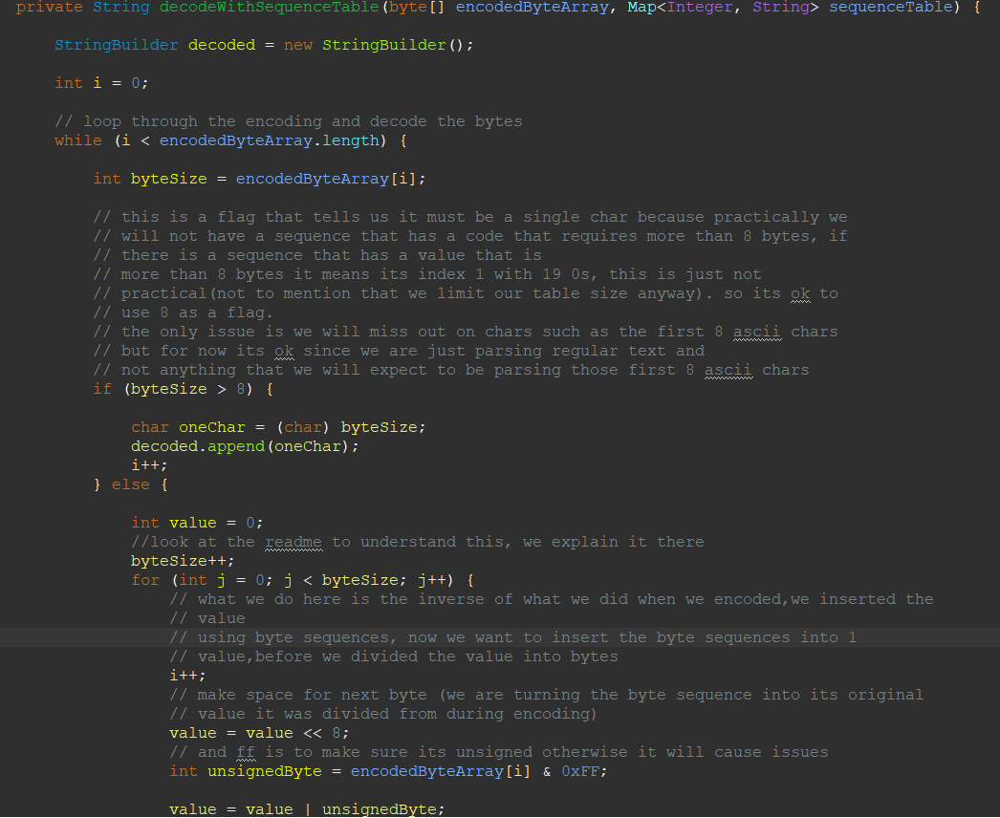 private String decodeWithSequenceTable(byte[] encodedByteArray, Map<Integer, String> sequenceTable) {
StringBuilder decoded = new StringBuilder();
int i = 0;
// loop through the encoding and decode the bytes
while (i < encodedByteArray.length) {
int byteSize = encodedByteArray[i];
// this is a flag that tells us it must be a single char because practically we
// will not have a sequence that has a code that requires more than 8 bytes, if
// there is a sequence that has a value that is
// more than 8 bytes it means its index 1 with 19 0s, this is just not
// practical(not to mention that we limit our table size anyway). so its ok to
// use 8 as a flag.
// the only issue is we will miss out on chars such as the first 8 ascii chars
// but for now its ok since we are just parsing regular text and
// not anything that we will expect to be parsing those first 8 ascii chars
if (byteSize > 8) {
char oneChar = (char) byteSize;
decoded.append(oneChar);
i++;
} else {
int value = 0;
//look at the readme to understand this, we explain it there
byteSize++;
for (int j = 0; j < byteSize; j++) {
// what we do here is the inverse of what we did when we encoded,we inserted the
// value
// using byte sequences, now we want to insert the byte sequences into 1
// value,before we divided the value into bytes
i++;
// make space for next byte (we are turning the byte sequence into its original
// value it was divided from during encoding)
value = value << 8;
// and ff is to make sure its unsigned otherwise it will cause issues
int unsignedByte = encodedByteArray[i] & 0xFF;
value = value | unsignedByte;